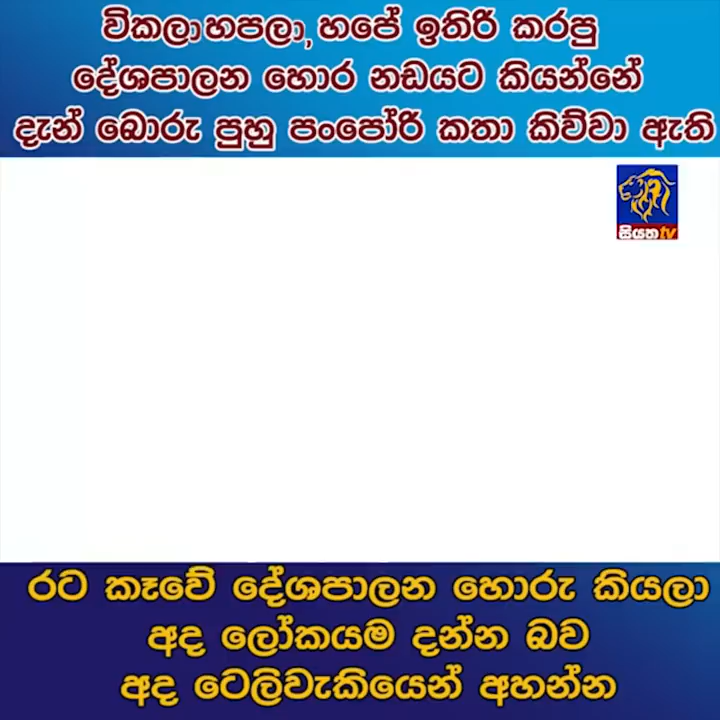 විකලා හපලා, හපේ ඉතිරි කරපු
දේශපාලන හොර නඩයට කියන්නේ
දැන් බොරු පුහු පංපෝරි කතා කිව්වා ඇති
සියත tv
රට කෑවේ දේශපාලන හොරු කියලා
අද ලෝකයම දන්න බව
අද ටෙලිවැකියෙන් අහන්න